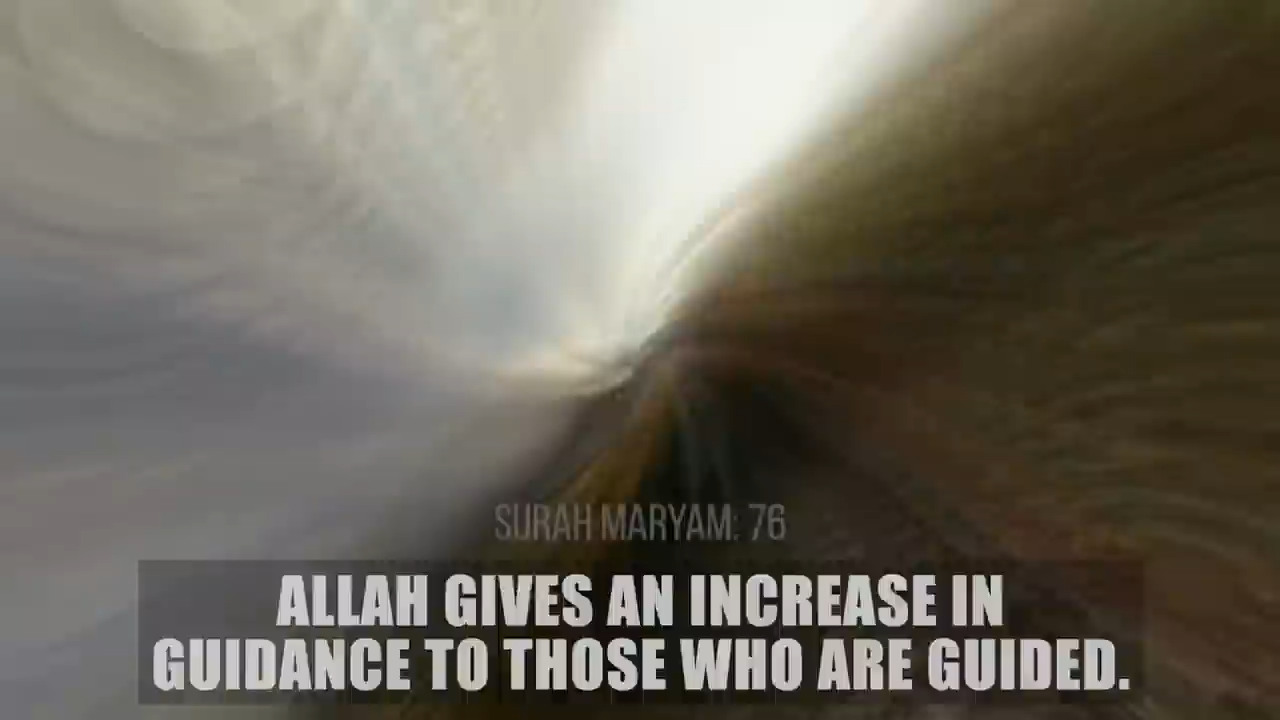 SURAH MARYAM: 76
ALLAH GIVES AN INCREASE IN
GUIDANCE TO THOSE WHO ARE GUIDED.